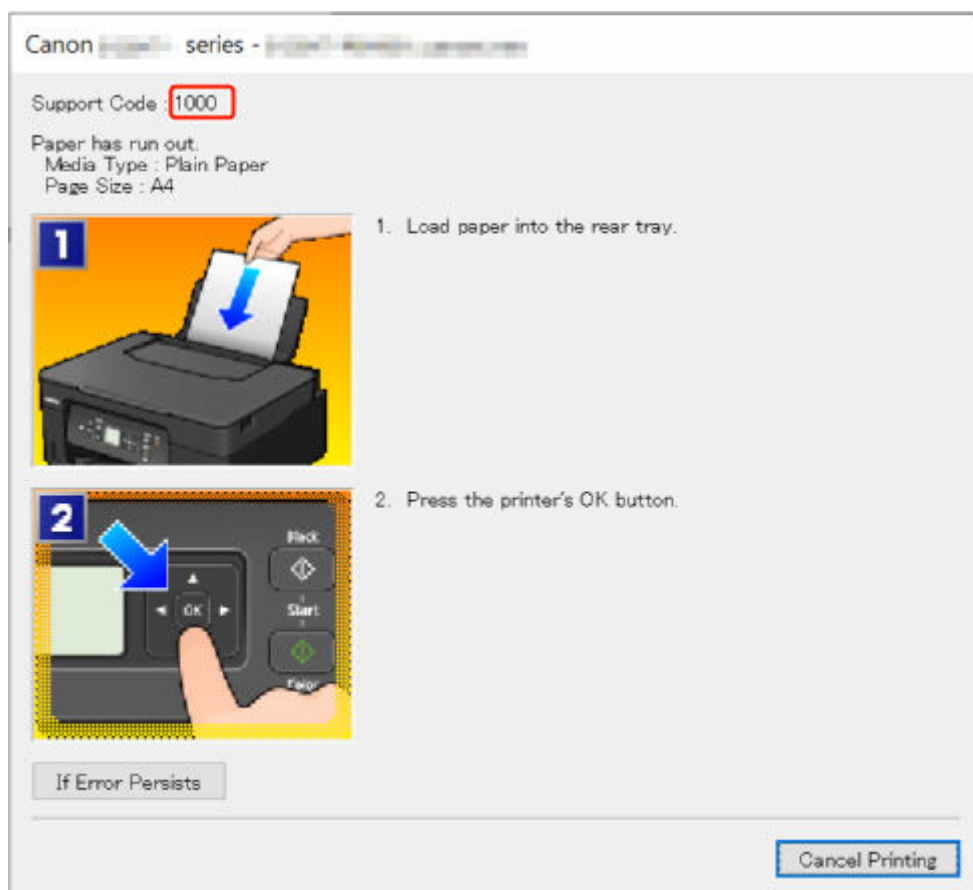 Canon series -
Support Code : 1000
Paper has run out.
Media Type : Plain Paper
Page Size : A4
1
1. Load paper into the rear tray.
2
2. Press the printer's OK button.
Black
OK
Start
Color
If Error Persists
Cancel Printing